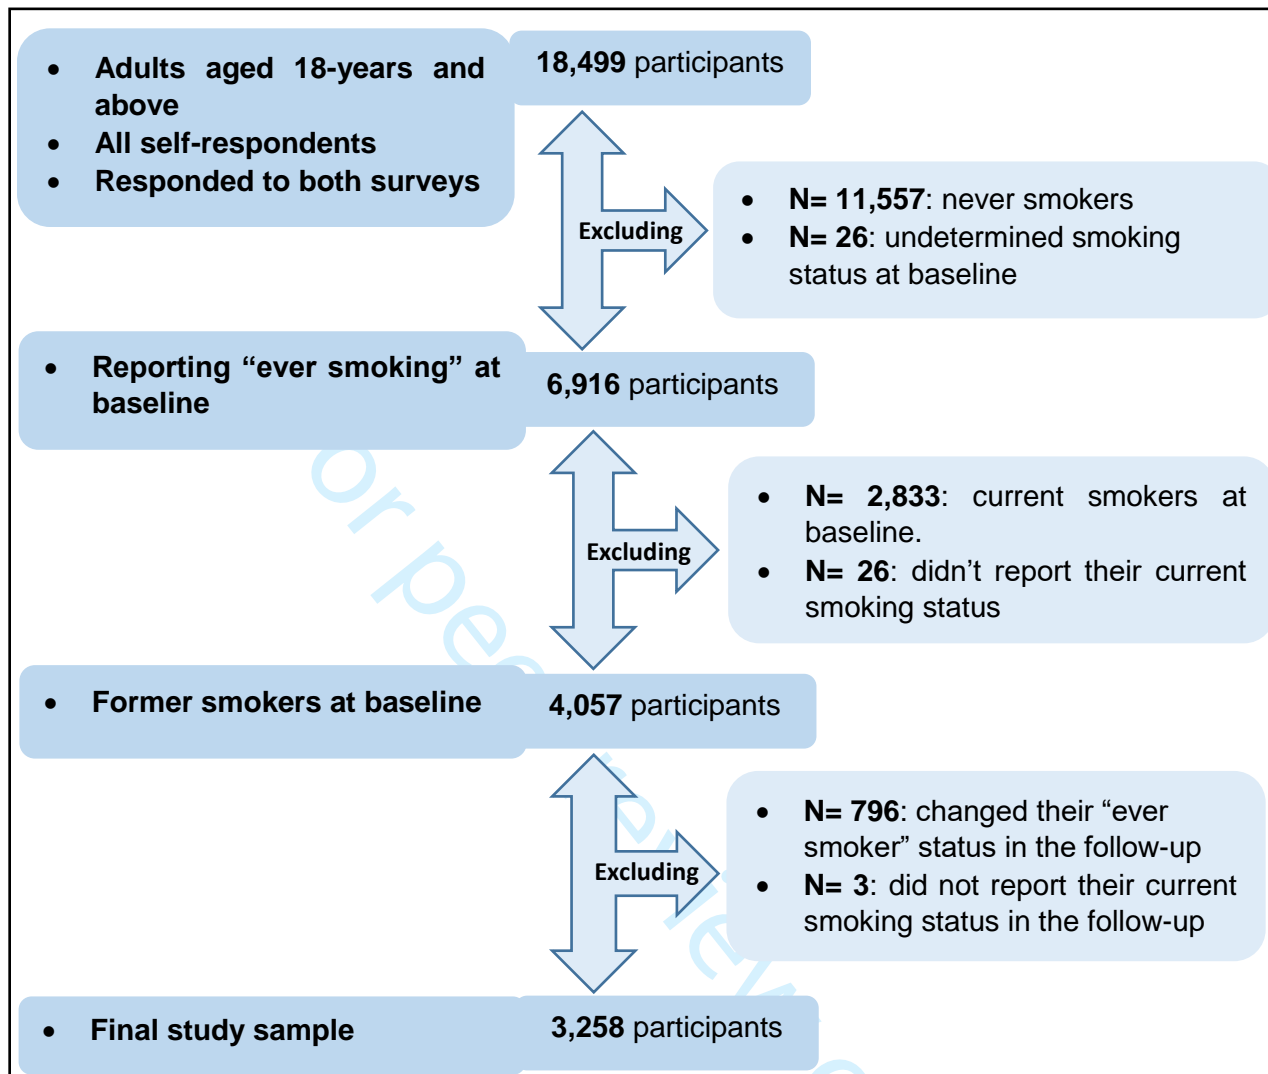 • Adults aged 18-years and
above
• All self-respondents
• Responded to both surveys
18,499 participants
Excluding
• N= 11,557: never smokers
• N= 26: undetermined smoking
status at baseline
• Reporting “ever smoking” at
baseline
6,916 participants
Excluding
• N= 2,833: current smokers at
baseline.
• N= 26: didn’t report their current
smoking status
• Former smokers at baseline
4,057 participants
Excluding
• N= 796: changed their “ever
smoker” status in the follow-up
• N= 3: did not report their current
smoking status in the follow-up
• Final study sample
3,258 participants